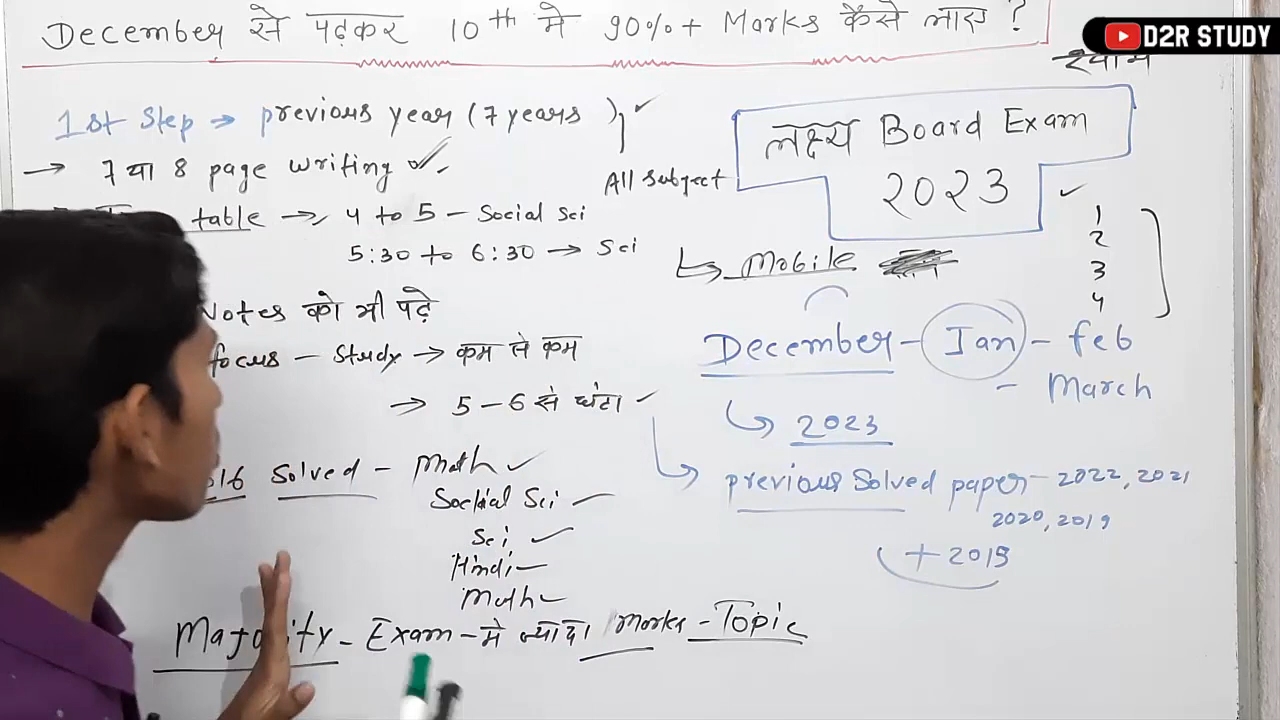 December से पढ़कर 10th मे 90%+ Marks कैसे लाए ?
D2R STUDY
1st Step → previous year (7 years )
All subject
→ 7 या 8 page writing
table → 4 to 5 - Social Sci
5:30 to 6:30 → Sci
Notes को भी पढ़े
focus - Study → कम से कम
→ 5-6 से घंटा
16 Solved - Math
Sockial Sci
Sci
Hindi
Math
Majority - Exam - मे ज्यादा Marks - Topic
लक्ष्य Board Exam
2023
1
2
3
4
Mobile
December - Jan - feb
- March
2023
previous Solved paper - 2022, 2021
2020, 2019
+ 2015